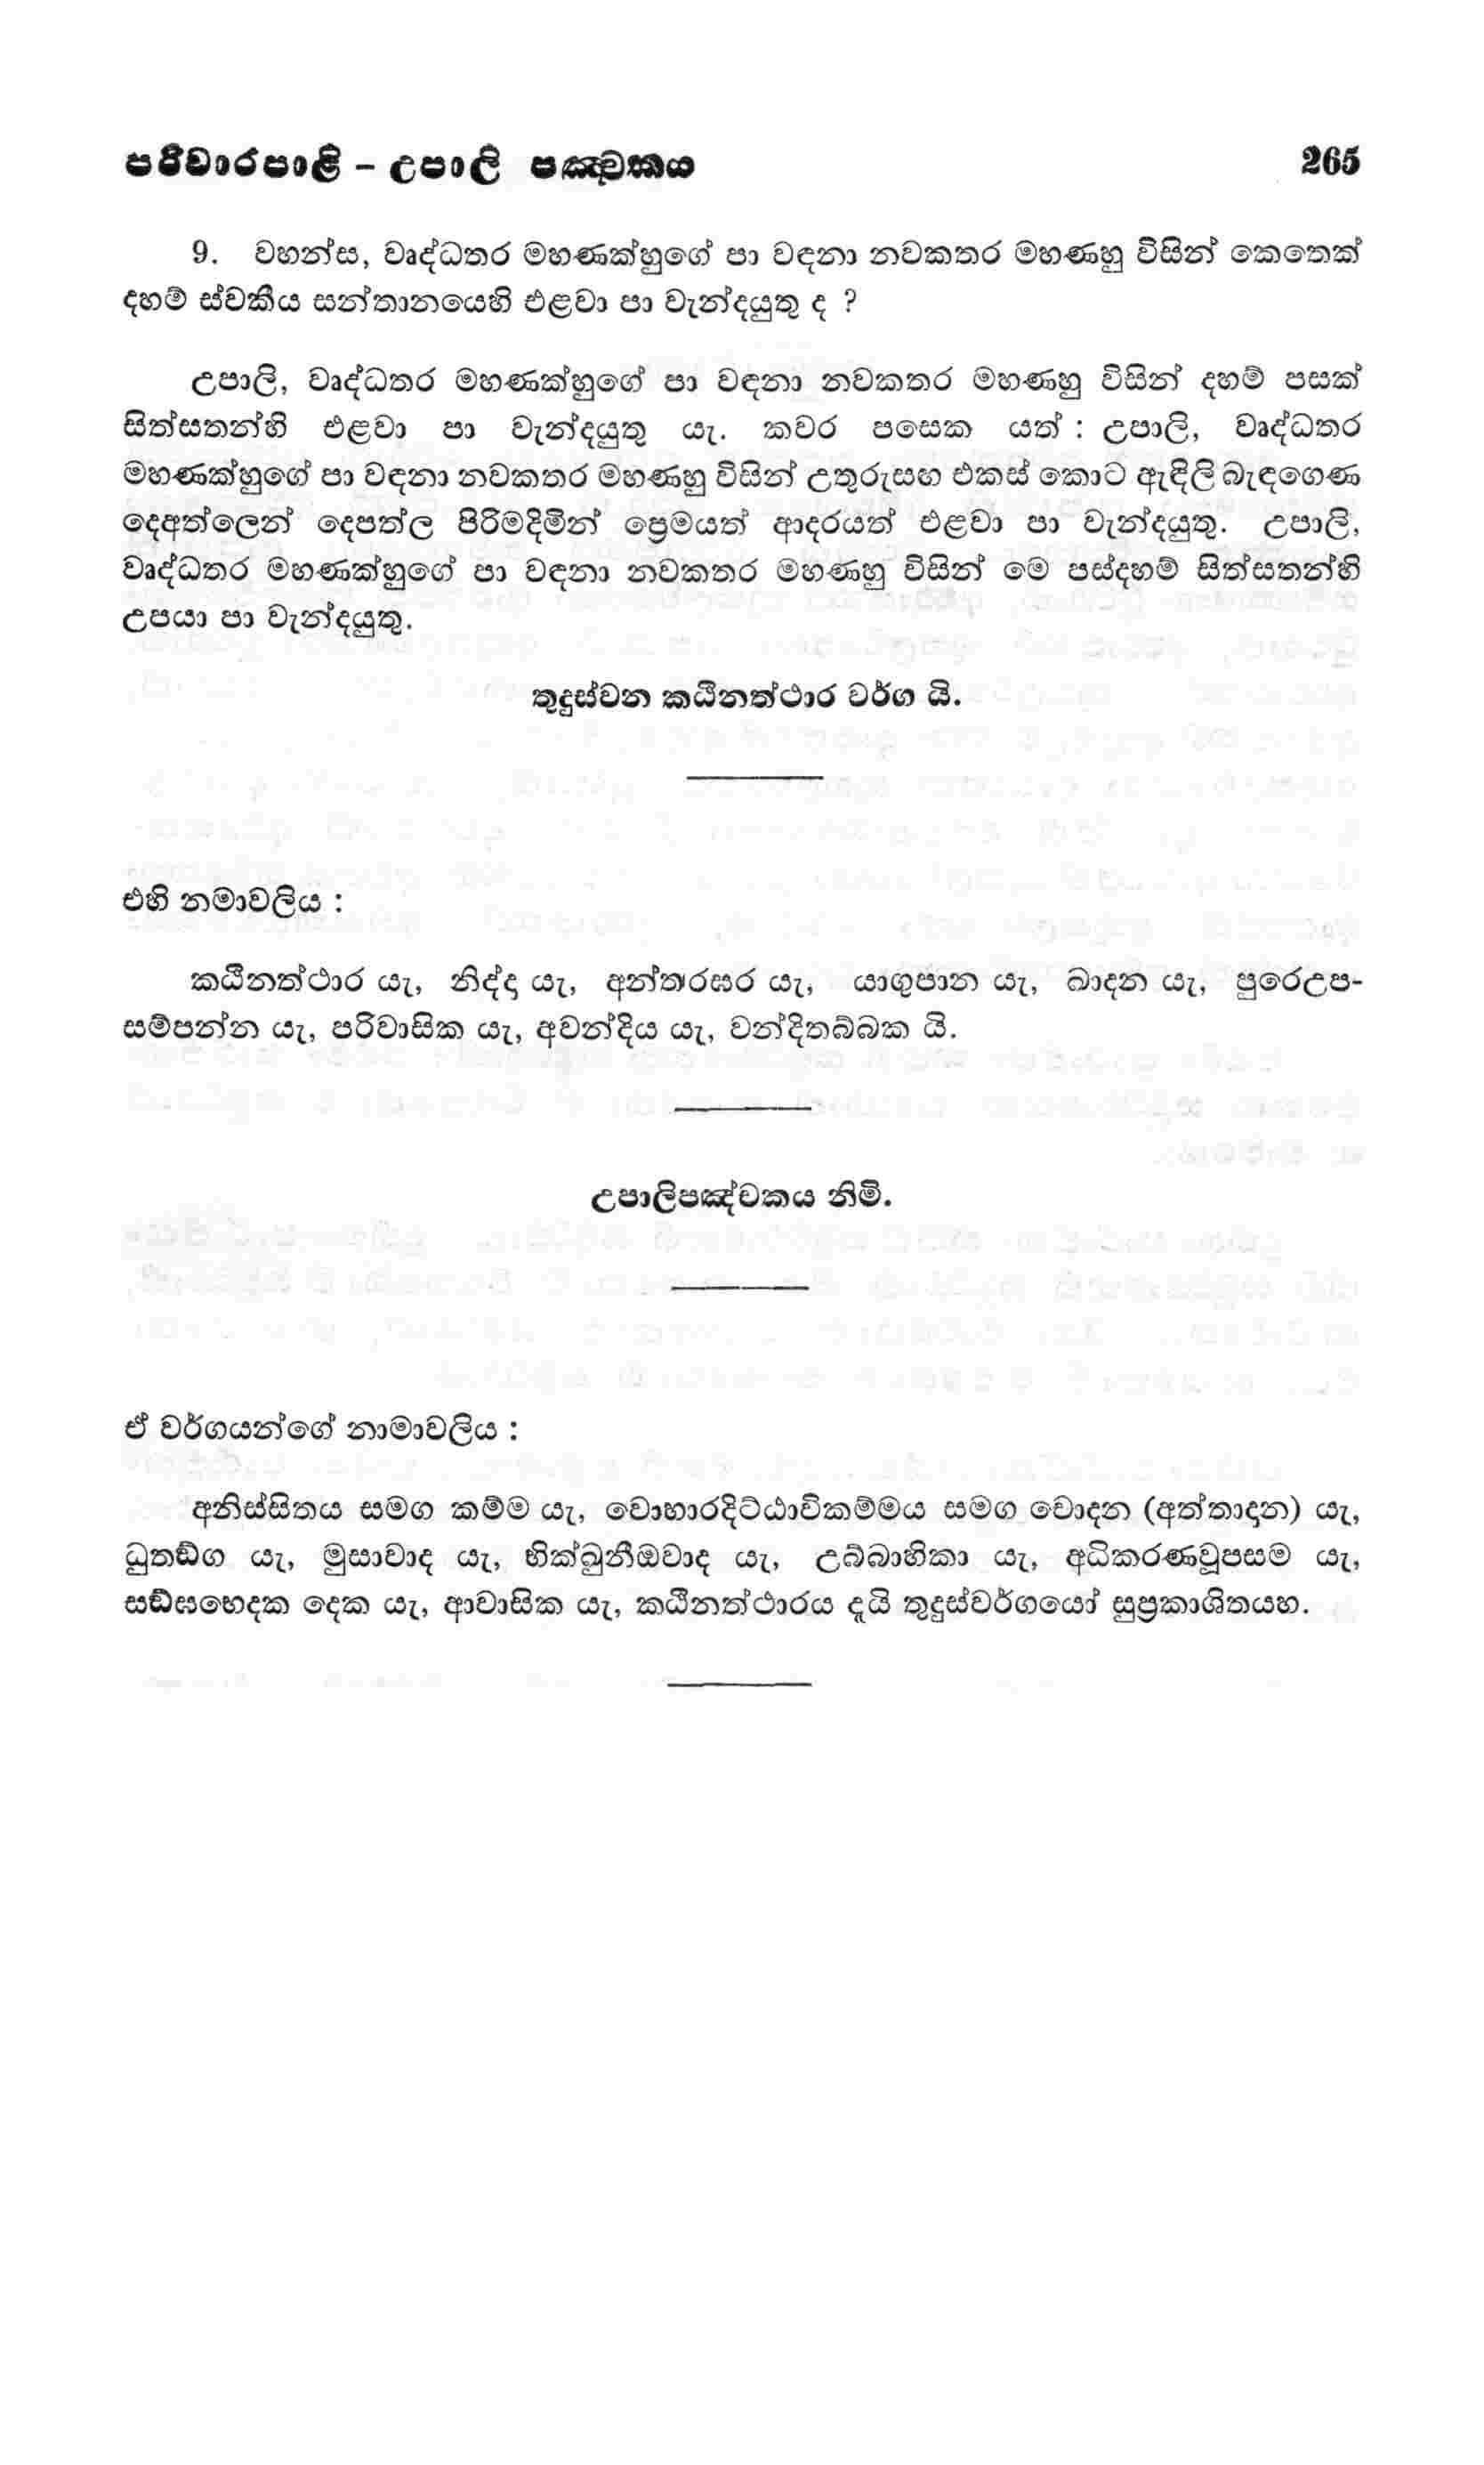 පරිවාරපාළි – උපාලි පඤ්චකය 265
9. වහන්ස, වෘද්ධතර මහණක්හුගේ පා වඳනා නවකතර මහණහු විසින් කෙතෙක්
දහම් ස්වකීය සන්තානයෙහි එළවා පා වැන්දයුතු ද ?
උපාලි, වෘද්ධතර මහණක්හුගේ පා වඳනා නවකතර මහණහු විසින් දහම් පසක්
සිත්සතන්හි එළවා පා වැන්දයුතු යැ. කවර පසෙක යත් : උපාලි, වෘද්ධතර
මහණක්හුගේ පා වඳනා නවකතර මහණහු විසින් උතුරුසඟ එකස් කොට ඇඳිලි බැඳගෙණ
දෙඅත්ලෙන් දෙපත්ල පිරිමදිමින් ප්‍රෙමයත් ආදරයත් එළවා පා වැන්දයුතු. උපාලි,
වෘද්ධතර මහණක්හුගේ පා වඳනා නවකතර මහණහු විසින් මෙ පස්දහම් සිත්සතන්හි
උපයා පා වැන්දයුතු.
තුදුස්වන කඨිනත්ථාර වර්ග යි.
එහි නමාවලිය :
කඨිනත්ථාර යැ, නිද්දා යැ, අන්තරඝර යැ, යාගුපාන යැ, ඛාදන යැ, පුරෙඋප-
සම්පන්න යැ, පරිවාසික යැ, අවන්දිය යැ, වන්දිතබ්බක යි.
උපාලිපඤ්චකය නිමි.
ඒ වර්ගයන්ගේ නාමාවලිය :
අනිස්සිතය සමග කම්ම යැ, වොහාරදිට්ඨාවිකම්මය සමග චොදන (අත්තාදාන) යැ,
ධුතඞ්ග යැ, මුසාවාද යැ, භික්ඛුනීඔවාද යැ, උබ්බාහිකා යැ, අධිකරණවූපසම යැ,
සඞ්ඝභෙදක දෙක යැ, ආවාසික යැ, කඨිනත්ථාරය දැයි තුදුස්වර්ගයෝ සුප්‍රකාශිතයහ.